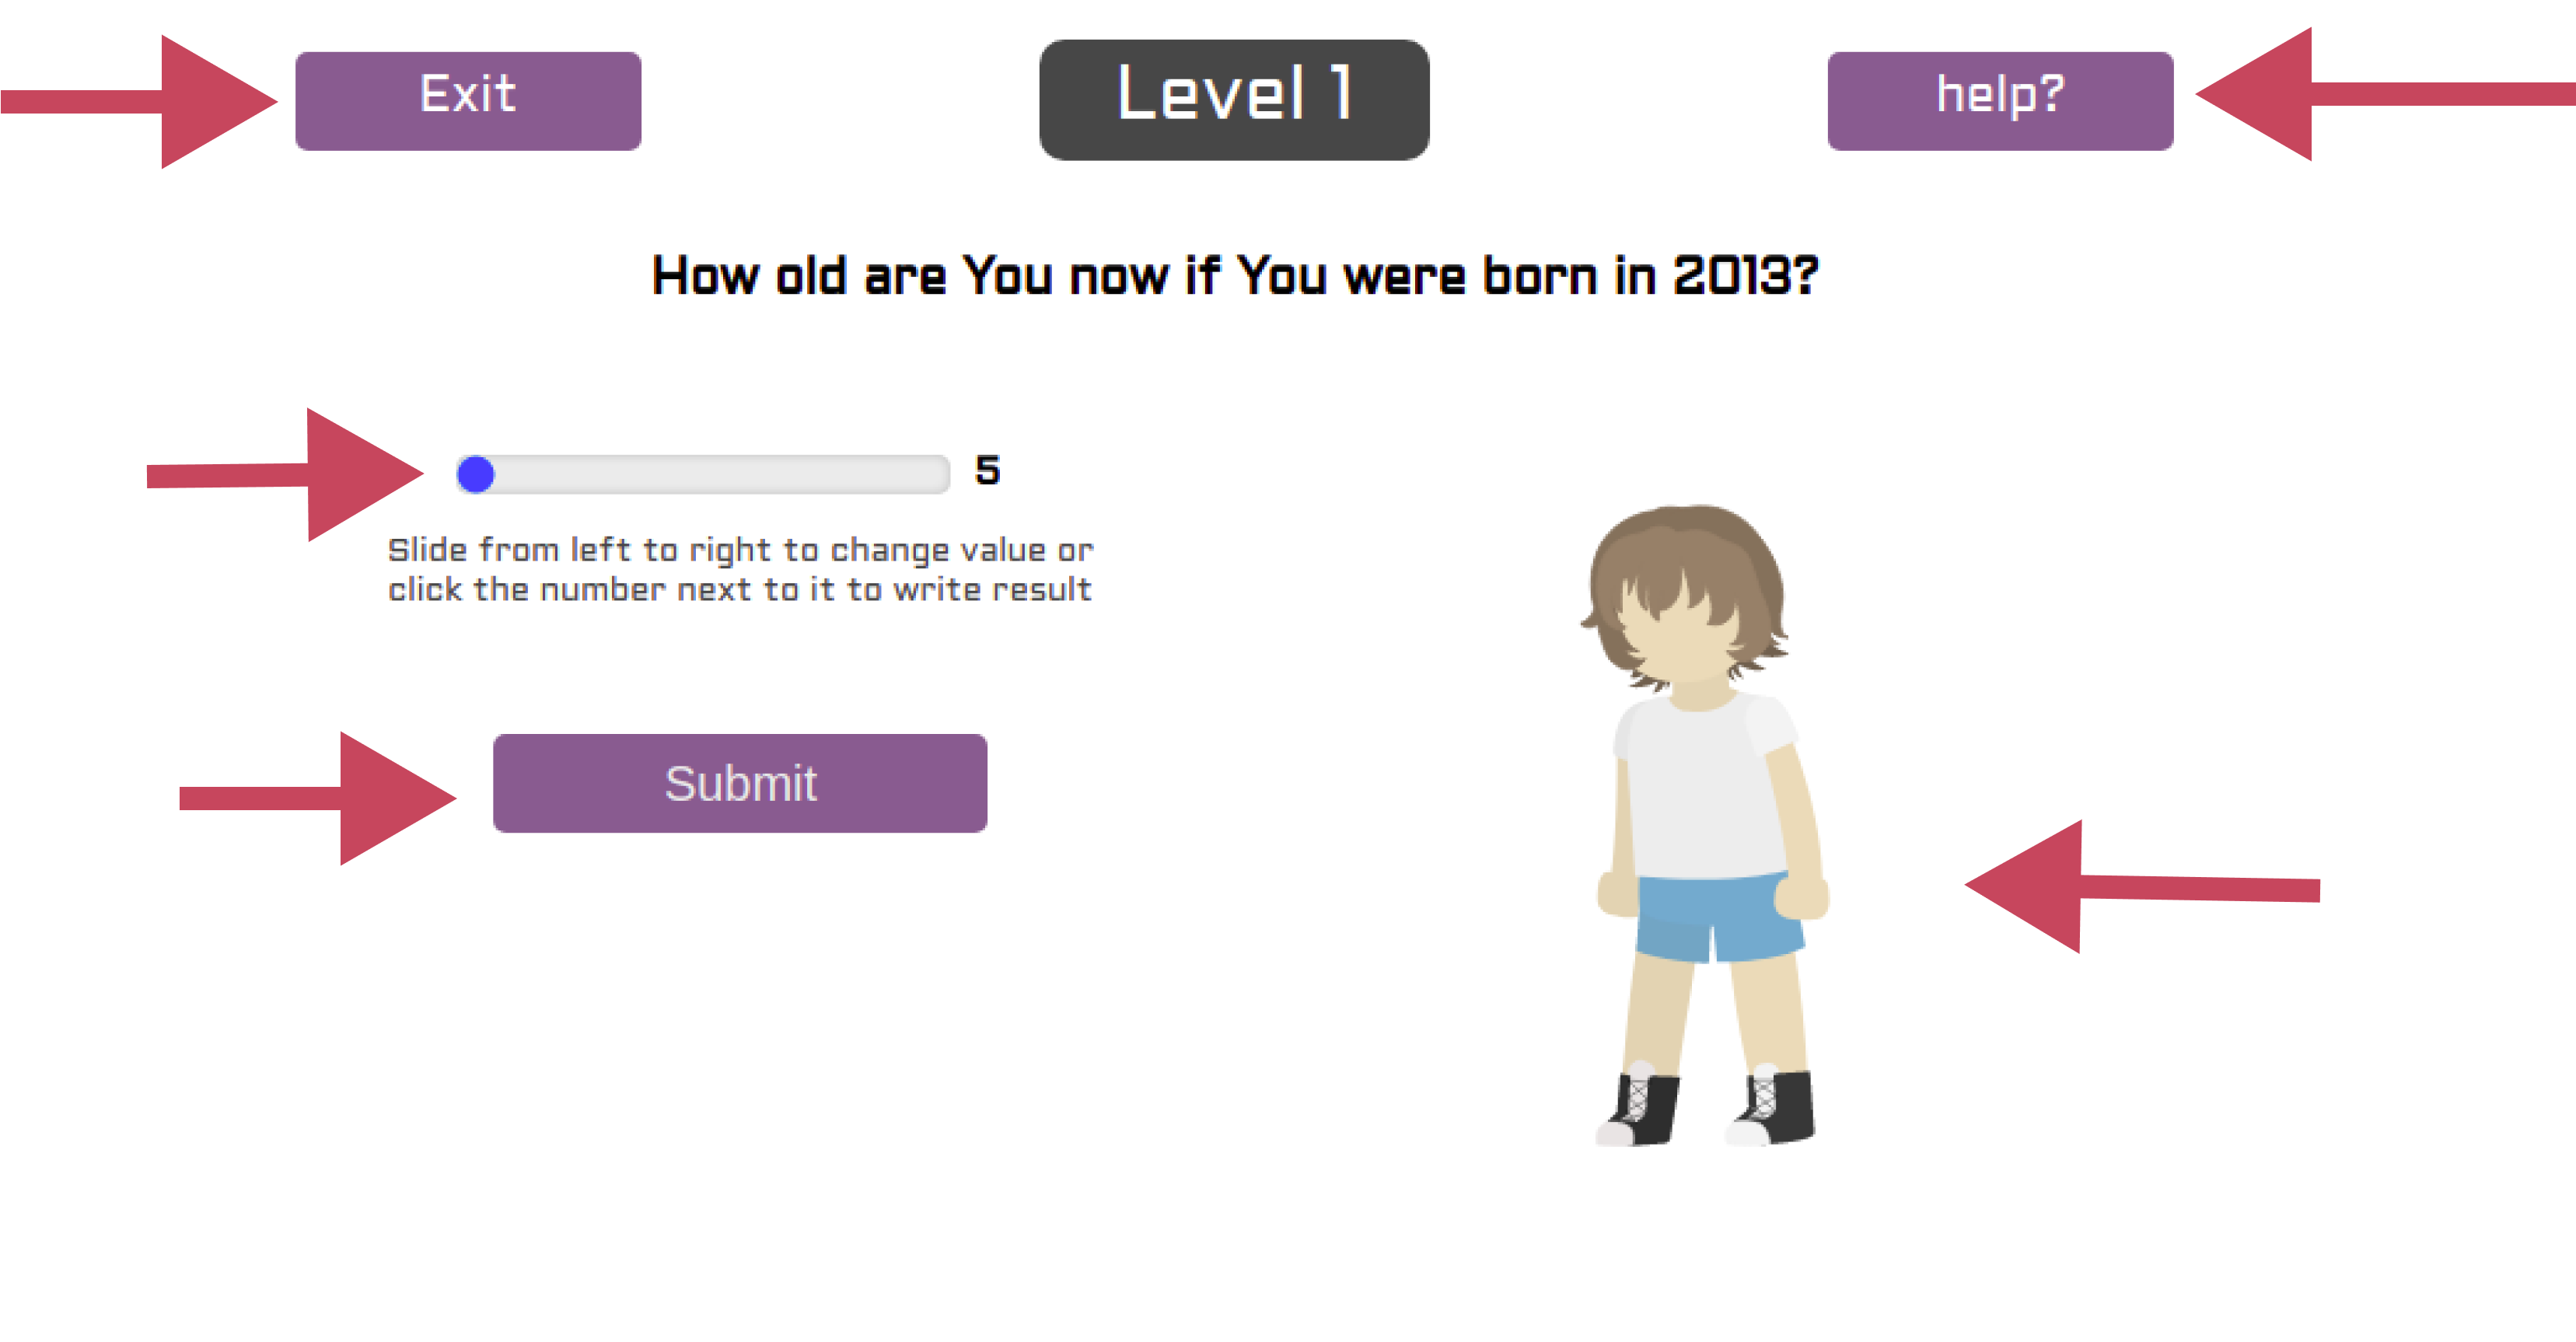 Exit
Level 1
help?
How old are You now if You were born in 2013?
5
Slide from left to right to change value or
click the number next to it to write result
Submit